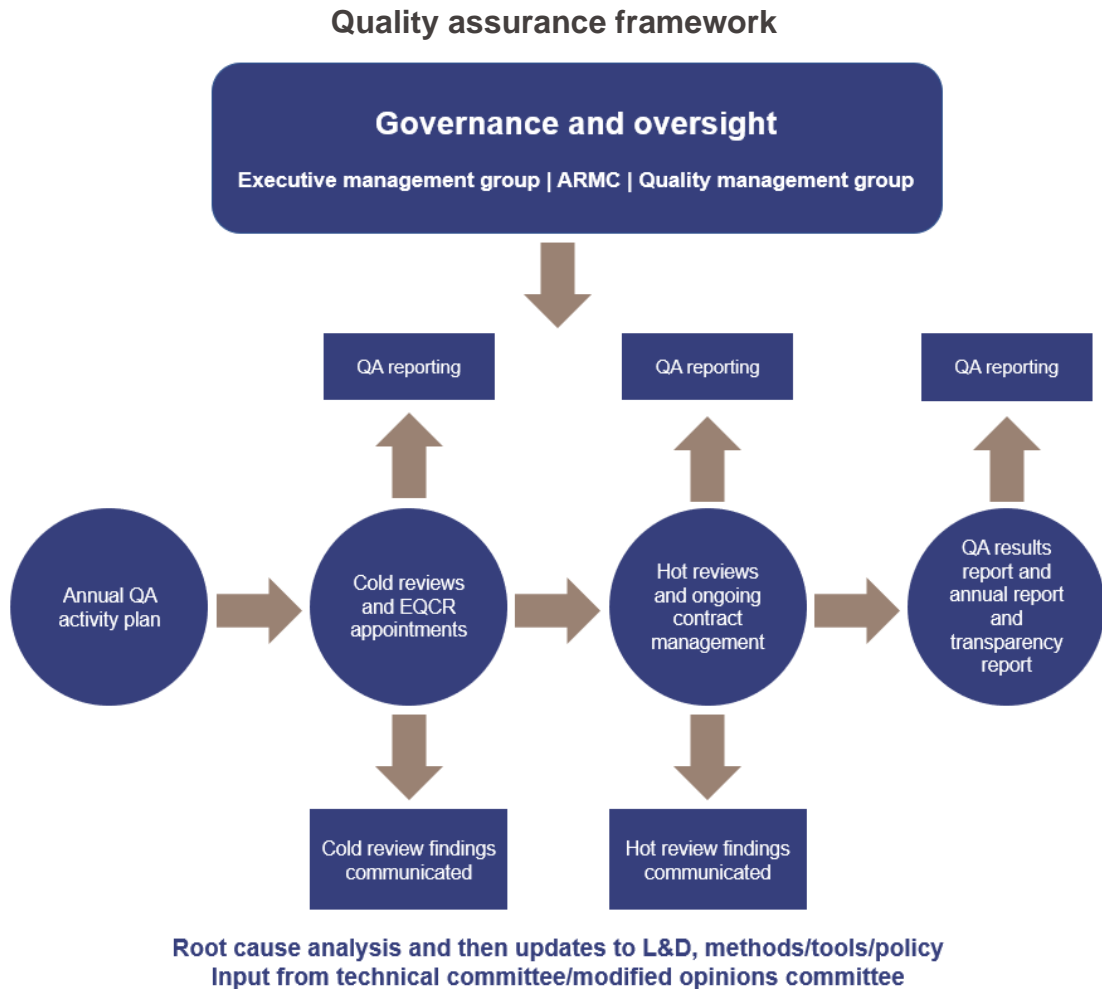 Quality assurance framework
Governance and oversight
Executive management group | ARMC | Quality management group
QA reporting
QA reporting
QA reporting
Annual QA
activity plan
Cold reviews
and EQCR
appointments
Hot reviews
and ongoing
contract
management
QA results
report and
annual report
and
transparency
report
Cold review findings
communicated
Hot review findings
communicated
Root cause analysis and then updates to L&D, methods/tools/policy
Input from technical committee/modified opinions committee